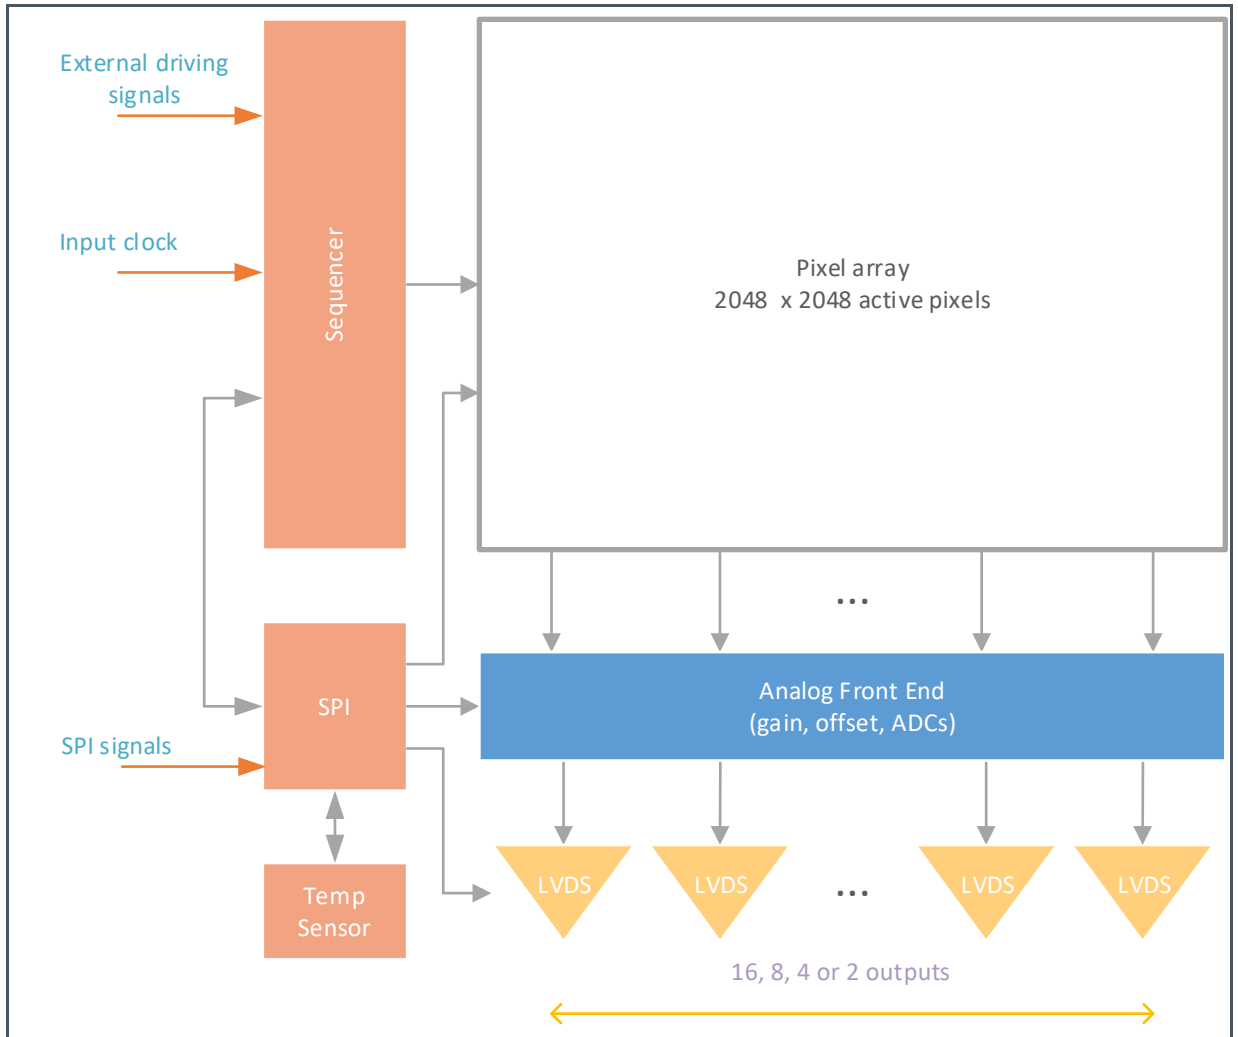 External driving
signals
Input clock
Sequencer
Pixel array
2048 x 2048 active pixels
...
SPI
SPI signals
Analog Front End
(gain, offset, ADCs)
Temp
Sensor
LVDS
LVDS
...
LVDS
LVDS
16, 8, 4 or 2 outputs